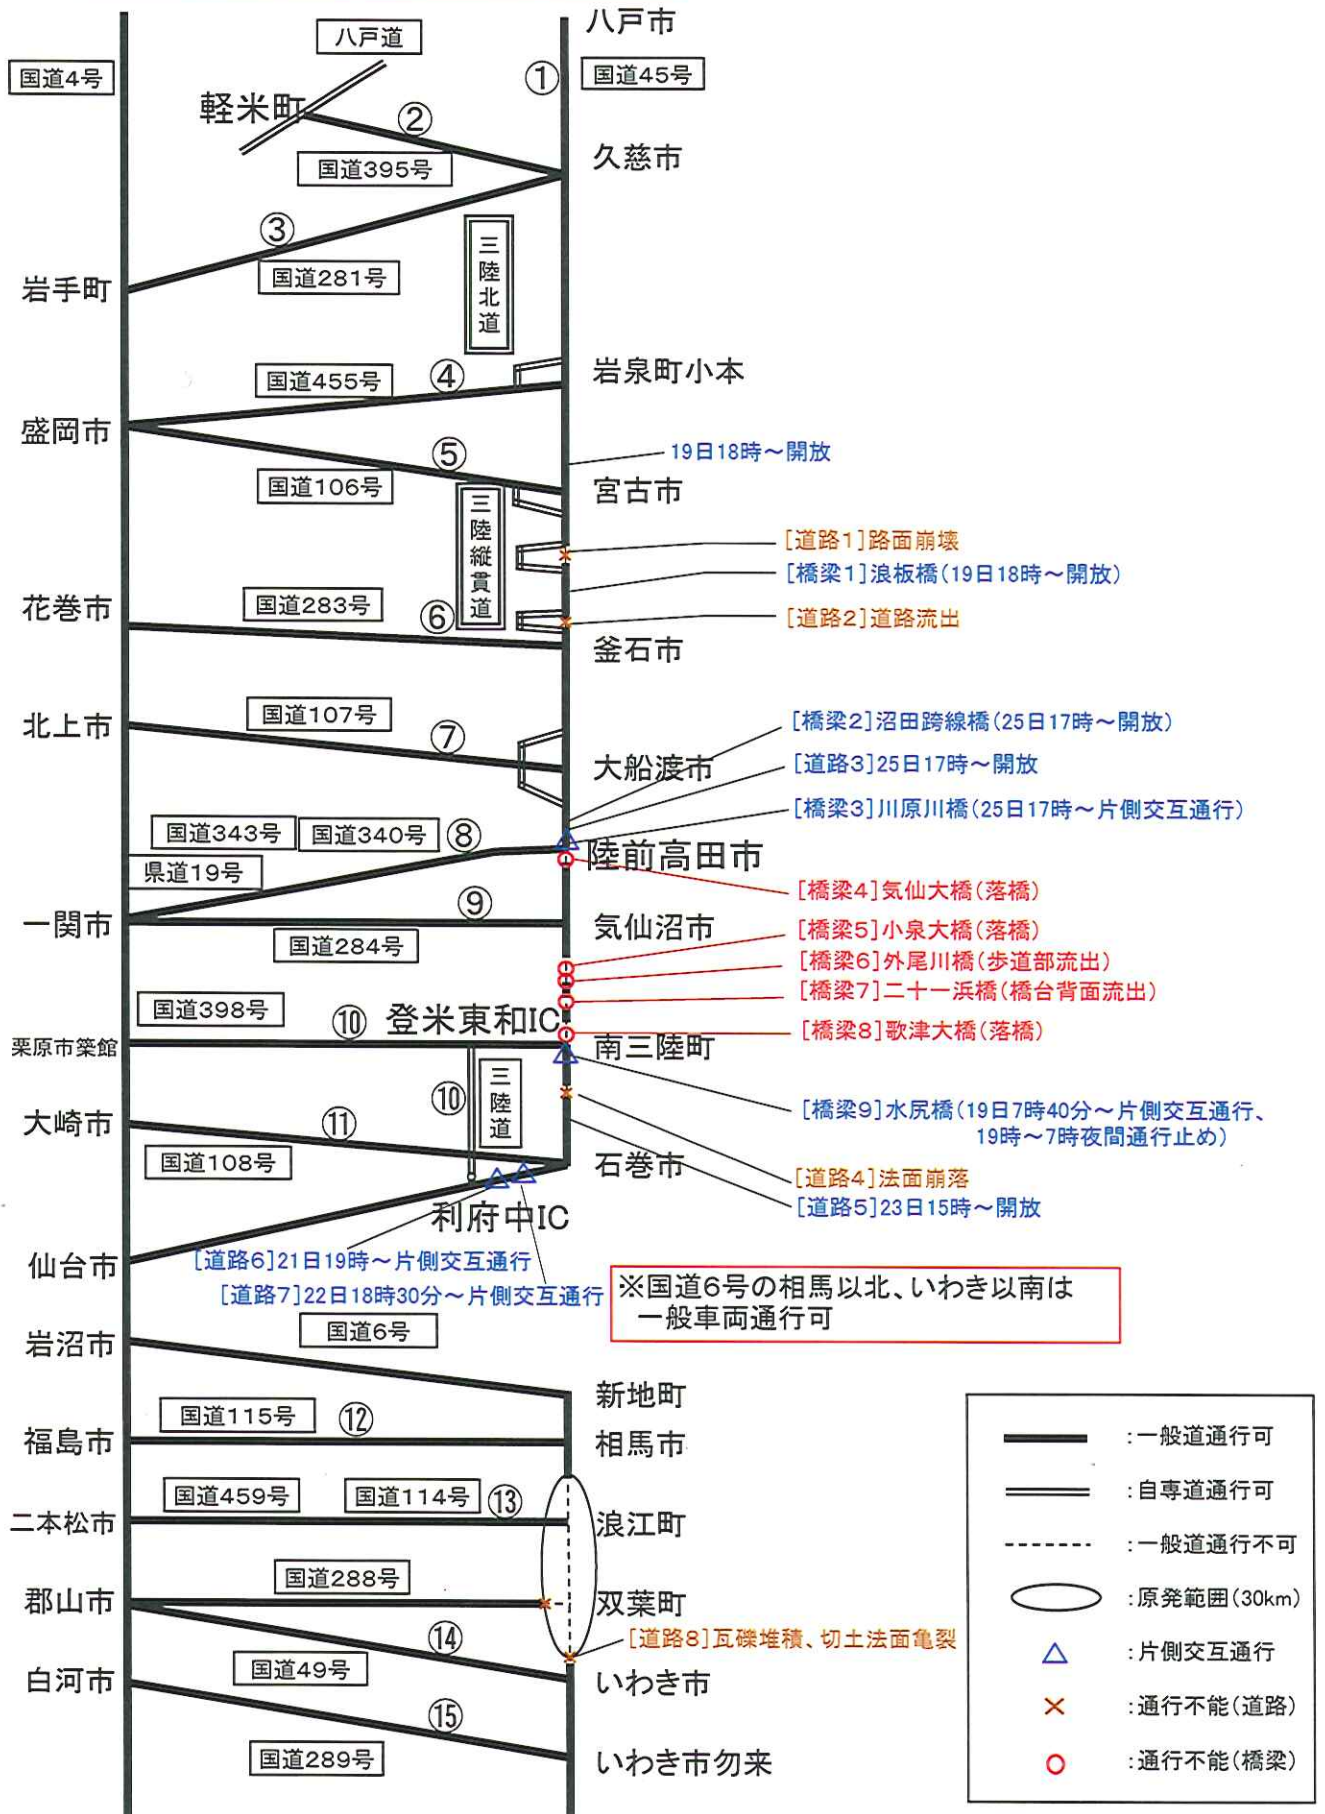 八戸市
八戸道
国道4号
①
国道45号
軽米町
②
久慈市
国道395号
③
三陸北道
国道281号
岩手町
岩泉町小本
国道455号
④
盛岡市
19日18時～開放
⑤
国道106号
宮古市
三陸縦貫道
[道路1]路面崩壊
[橋梁1]浪板橋(19日18時～開放)
国道283号
花巻市
⑥
[道路2]道路流出
釜石市
国道107号
北上市
[橋梁2]沼田跨線橋(25日17時～開放)
⑦
大船渡市
[道路3]25日17時～開放
[橋梁3]川原川橋(25日17時～片側交互通行)
国道343号
国道340号
⑧
陸前高田市
県道19号
[橋梁4]気仙大橋(落橋)
⑨
一関市
気仙沼市
[橋梁5]小泉大橋(落橋)
国道284号
[橋梁6]外尾川橋(歩道部流出)
[橋梁7]二十一浜橋(橋台背面流出)
国道398号
⑩
登米東和IC
[橋梁8]歌津大橋(落橋)
栗原市築館
南三陸町
三陸道
⑩
[橋梁9]水尻橋(19日7時40分～片側交互通行、
19時～7時夜間通行止め)
大崎市
⑪
国道108号
石巻市
[道路4]法面崩落
[道路5]23日15時～開放
利府中IC
仙台市
[道路6]21日19時～片側交互通行
[道路7]22日18時30分～片側交互通行
※国道6号の相馬以北、いわき以南は
一般車両通行可
国道6号
岩沼市
新地町
国道115号
⑫
福島市
相馬市
国道459号
国道114号
⑬
二本松市
浪江町
国道288号
郡山市
双葉町
[道路8]瓦礫堆積、切土法面亀裂
⑭
国道49号
白河市
いわき市
⑮
国道289号
いわき市勿来
:一般道通行可
:自専道通行可
:一般道通行不可
:原発範囲(30km)
:片側交互通行
:通行不能(道路)
:通行不能(橋梁)